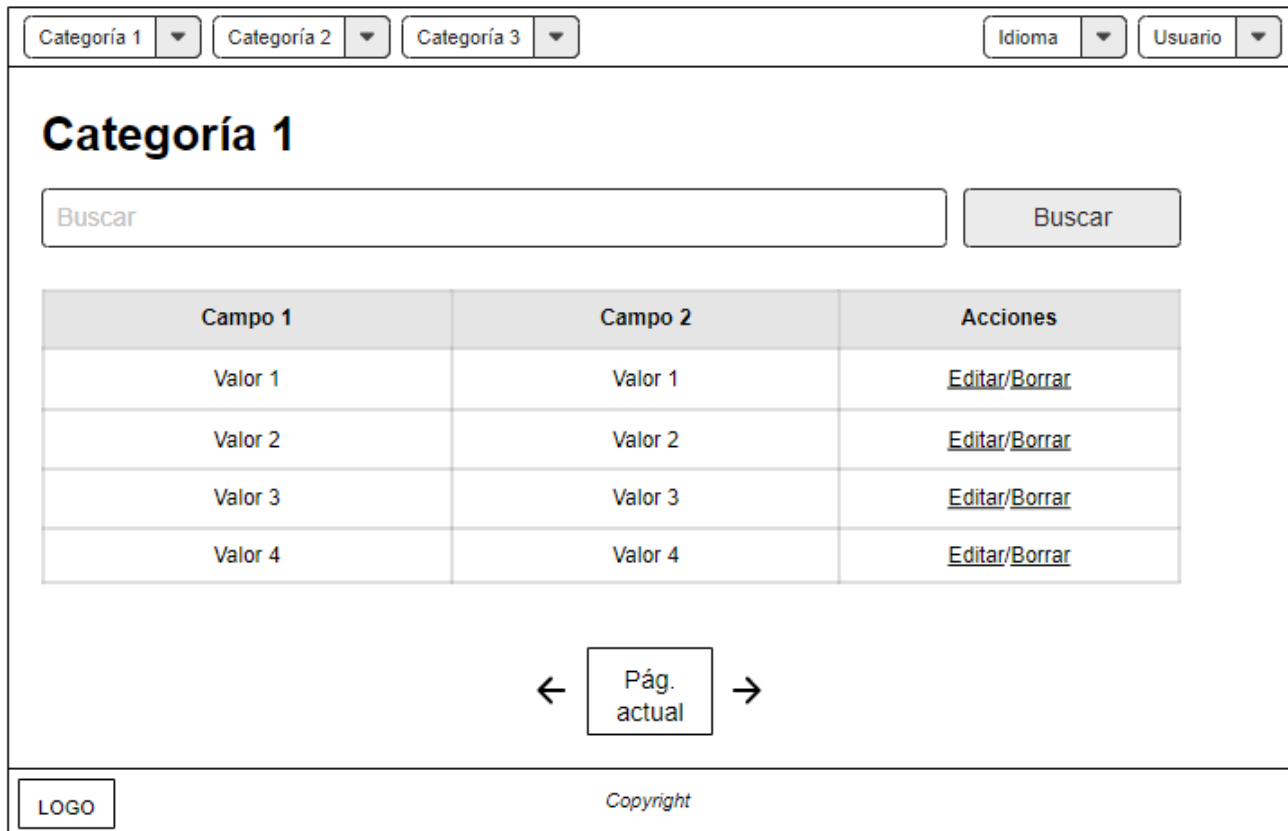 Categoría 1 Categoría 2 Categoría 3 Idioma Usuario
Categoría 1
Buscar Buscar
Campo 1 Campo 2 Acciones
Valor 1 Valor 1 Editar/Borrar
Valor 2 Valor 2 Editar/Borrar
Valor 3 Valor 3 Editar/Borrar
Valor 4 Valor 4 Editar/Borrar
Pág.
actual
LOGO Copyright